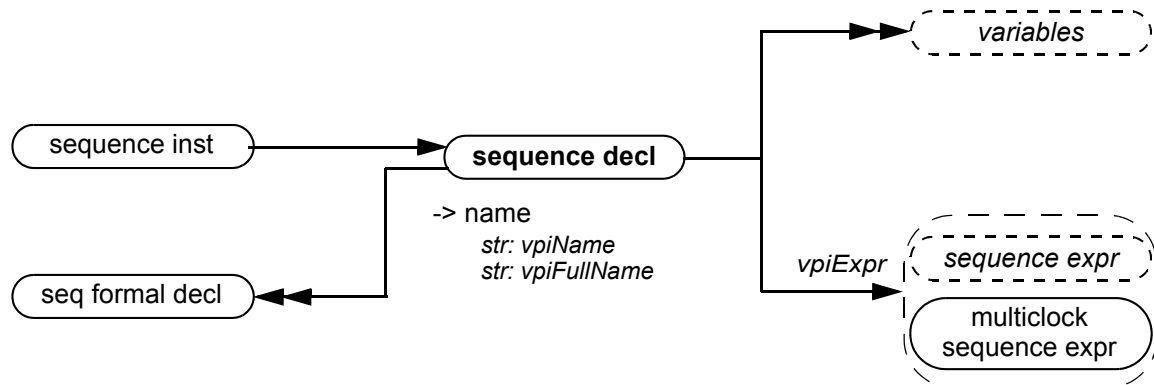 variables
sequence inst
sequence decl
-> name
str: vpiName
str: vpiFullName
seq formal decl
vpiExpr
sequence expr
multiclock
sequence expr